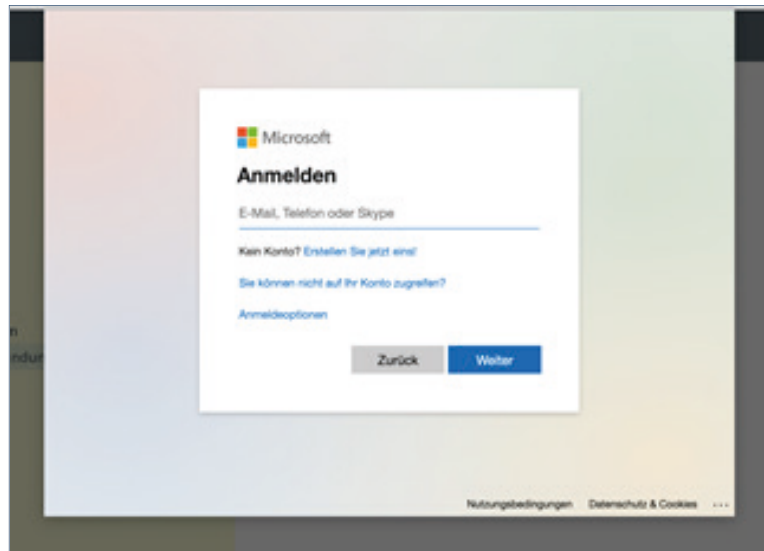 Microsoft
Anmelden
E-Mail, Telefon oder Skype
Kein Konto? Erstellen Sie jetzt eins!
Sie können nicht auf Ihr Konto zugreifen?
Anmeldeoptionen
Zurück
Weiter
Nutzungsbedingungen Datenschutz & Cookies ...